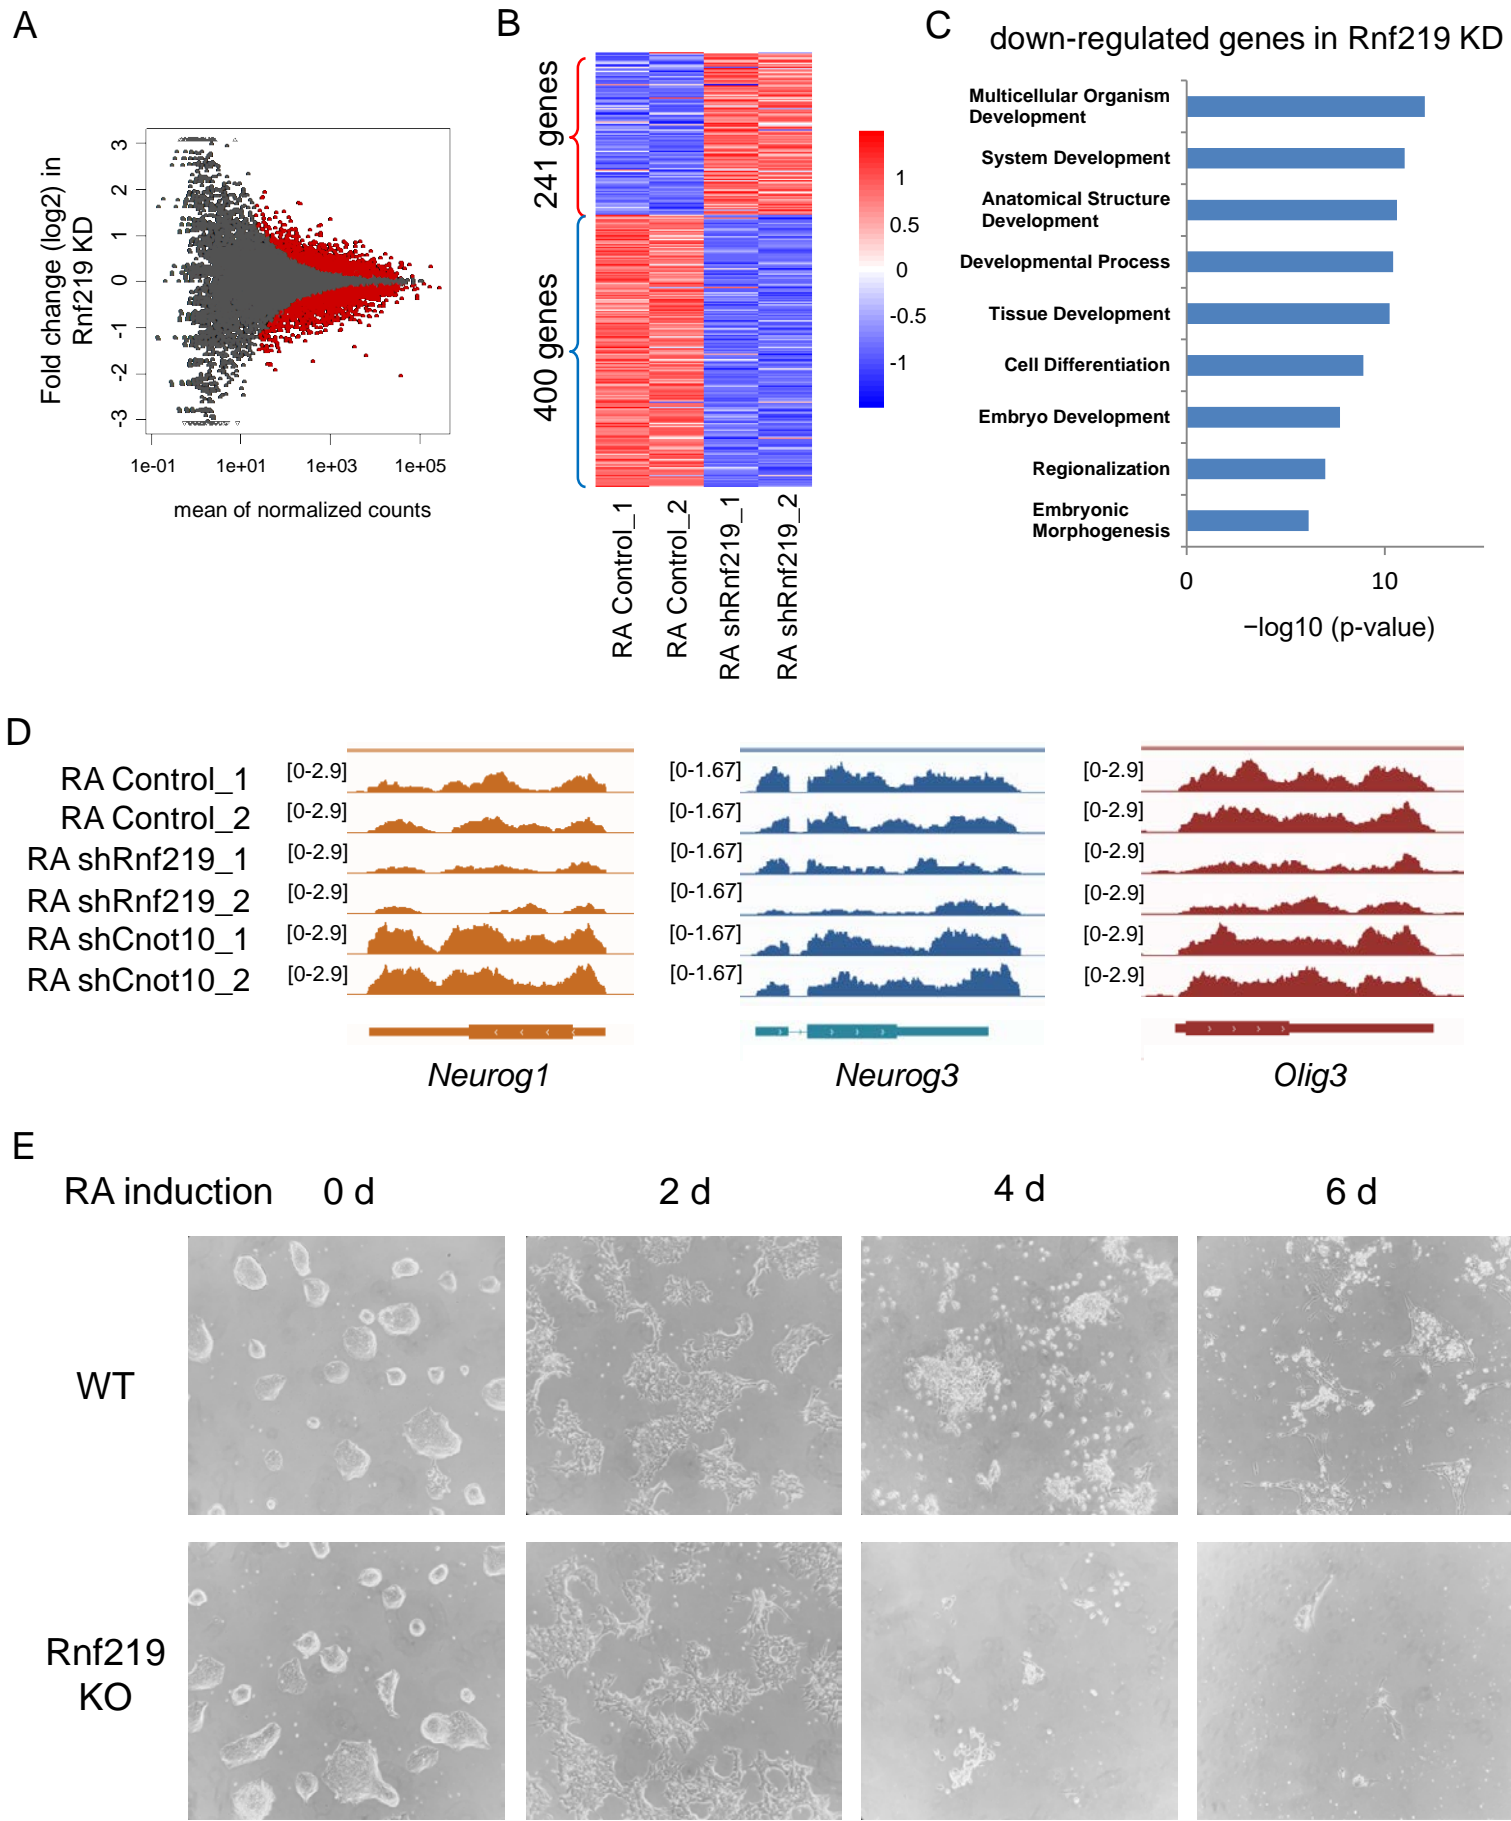 A
Fold change (log2) in
Rnf219 KD
3
2
1
0
-1
-2
-3
1e-01
1e+01
1e+03
1e+05
mean of normalized counts
B
241 genes
400 genes
1
0.5
0
-0.5
-1
RA Control_1
RA Control_2
RA shRnf219_1
RA shRnf219_2
C
down-regulated genes in Rnf219 KD
Multicellular Organism
Development
System Development
Anatomical Structure
Development
Developmental Process
Tissue Development
Cell Differentiation
Embryo Development
Regionalization
Embryonic
Morphogenesis
0
10
−log10 (p-value)
D
RA Control_1 [0-2.9] [0-1.67] [0-2.9]
RA Control_2 [0-2.9] [0-1.67] [0-2.9]
RA shRnf219_1 [0-2.9] [0-1.67] [0-2.9]
RA shRnf219_2 [0-2.9] [0-1.67] [0-2.9]
RA shCnot10_1 [0-2.9] [0-1.67] [0-2.9]
RA shCnot10_2 [0-2.9] [0-1.67] [0-2.9]
Neurog1
Neurog3
Olig3
E
RA induction 0 d 2 d 4 d 6 d
WT
Rnf219
KO